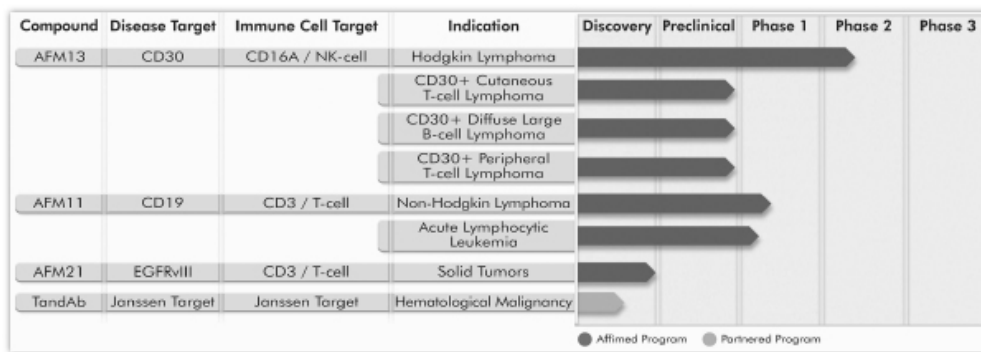 Compound Disease Target Immune Cell Target Indication Discovery Preclinical Phase 1 Phase 2 Phase 3
AFM13 CD30 CD16A / NK-cell Hodgkin Lymphoma
CD30+ Cutaneous
T-cell Lymphoma
CD30+ Diffuse Large
B-cell Lymphoma
CD30+ Peripheral
T-cell Lymphoma
AFM11 CD19 CD3 / T-cell Non-Hodgkin Lymphoma
Acute Lymphocytic
Leukemia
AFM21 EGFRvIII CD3 / T-cell Solid Tumors
TandAb Janssen Target Janssen Target Hematological Malignancy
Affimed Program Partnered Program